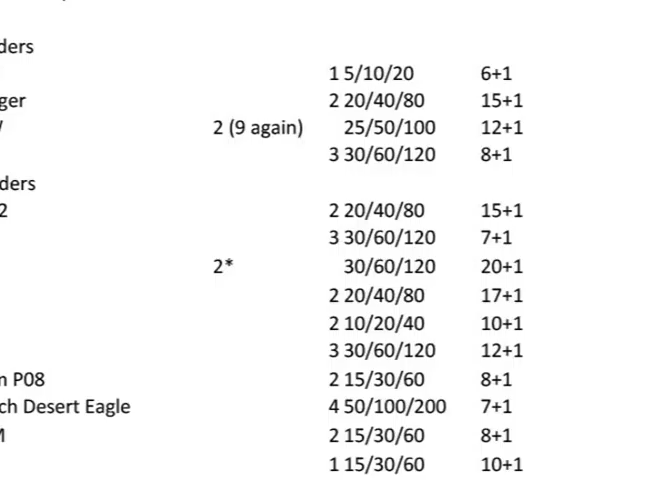 ders
1 5/10/20 6+1
ger 2 20/40/80 15+1
2 (9 again) 25/50/100 12+1
3 30/60/120 8+1
ders
2 2 20/40/80 15+1
3 30/60/120 7+1
2* 30/60/120 20+1
2 20/40/80 17+1
2 10/20/40 10+1
3 30/60/120 12+1
n P08 2 15/30/60 8+1
ch Desert Eagle 4 50/100/200 7+1
M 2 15/30/60 8+1
1 15/30/60 10+1